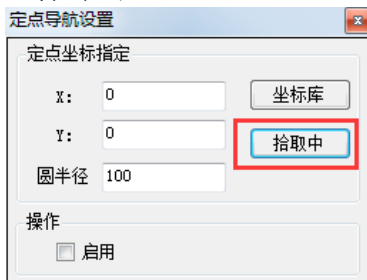 定点导航设置
定点坐标指定
X: 0 坐标库
Y: 0 拾取中
圆半径 100
操作
启用